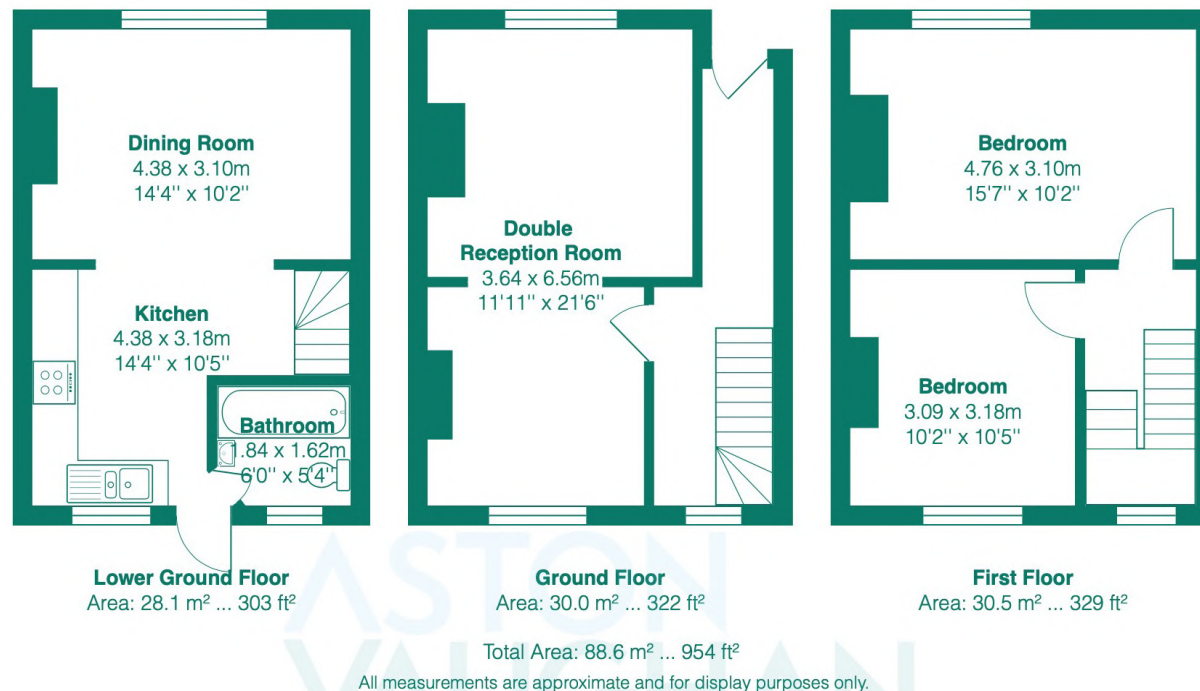 Dining Room
4.38 x 3.10m
14'4'' x 10'2''
Kitchen
4.38 x 3.18m
14'4'' x 10'5''
Bathroom
1.84 x 1.62m
6'0'' x 5'4''
Lower Ground Floor
Area: 28.1 m² ... 303 ft²
Double
Reception Room
3.64 x 6.56m
11'11'' x 21'6''
Ground Floor
Area: 30.0 m² ... 322 ft²
Bedroom
4.76 x 3.10m
15'7'' x 10'2''
Bedroom
3.09 x 3.18m
10'2'' x 10'5''
First Floor
Area: 30.5 m² ... 329 ft²
ASTON
VAUGHAN
Total Area: 88.6 m² ... 954 ft²
All measurements are approximate and for display purposes only.